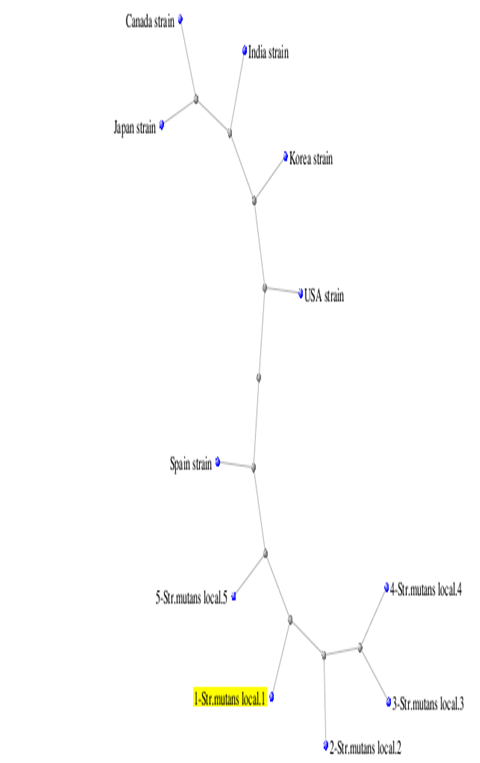 Canada strain
India strain
Japan strain
Korea strain
USA strain
Spain strain
4-Str.mutans local.4
5-Str.mutans local.5
1-Str.mutans local.1
3-Str.mutans local.3
2-Str.mutans local.2